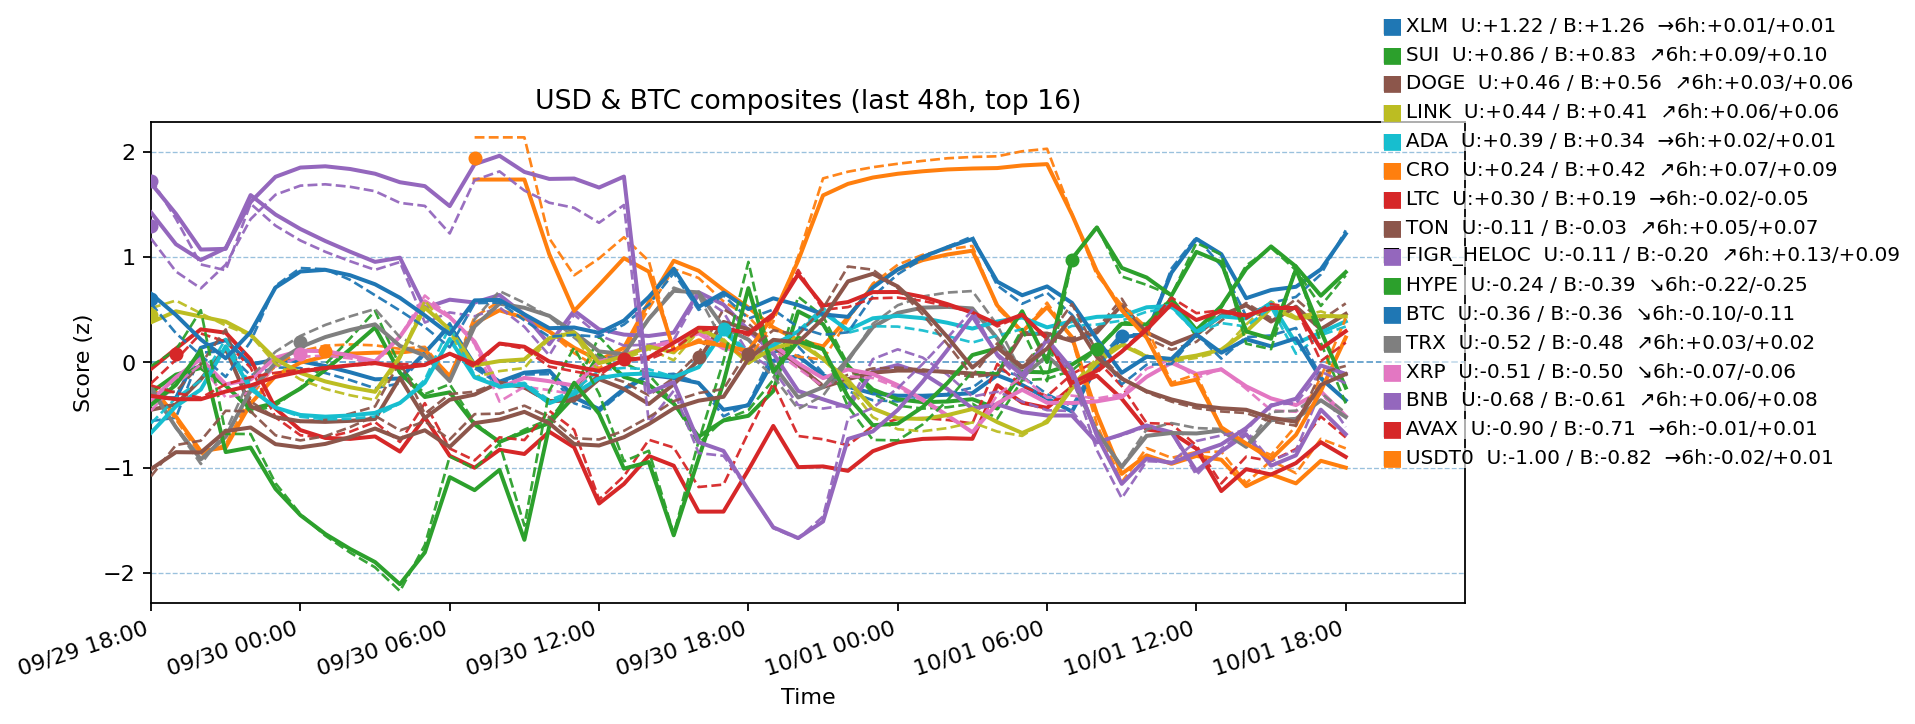 XLM  U:+1.22 / B:+1.26  →6h:+0.01/+0.01
SUI  U:+0.86 / B:+0.83  ↗6h:+0.09/+0.10
DOGE  U:+0.46 / B:+0.56  ↗6h:+0.03/+0.06
LINK  U:+0.44 / B:+0.41  ↗6h:+0.06/+0.06
ADA  U:+0.39 / B:+0.34  →6h:+0.02/+0.01
CRO  U:+0.24 / B:+0.42  ↗6h:+0.07/+0.09
LTC  U:+0.30 / B:+0.19  →6h:-0.02/-0.05
TON  U:-0.11 / B:-0.03  ↗6h:+0.05/+0.07
FIGR_HELOC  U:-0.11 / B:-0.20  ↗6h:+0.13/+0.09
HYPE  U:-0.24 / B:-0.39  ↘6h:-0.22/-0.25
BTC  U:-0.36 / B:-0.36  ↘6h:-0.10/-0.11
TRX  U:-0.52 / B:-0.48  ↗6h:+0.03/+0.02
XRP  U:-0.51 / B:-0.50  ↘6h:-0.07/-0.06
BNB  U:-0.68 / B:-0.61  ↗6h:+0.06/+0.08
AVAX  U:-0.90 / B:-0.71  →6h:-0.01/+0.01
USDT0  U:-1.00 / B:-0.82  →6h:-0.02/+0.01
USD & BTC composites (last 48h, top 16)
Score (z)
2
1
0
−1
−2
09/29 18:00
09/30 00:00
09/30 06:00
09/30 12:00
09/30 18:00
10/01 00:00
10/01 06:00
10/01 12:00
10/01 18:00
Time